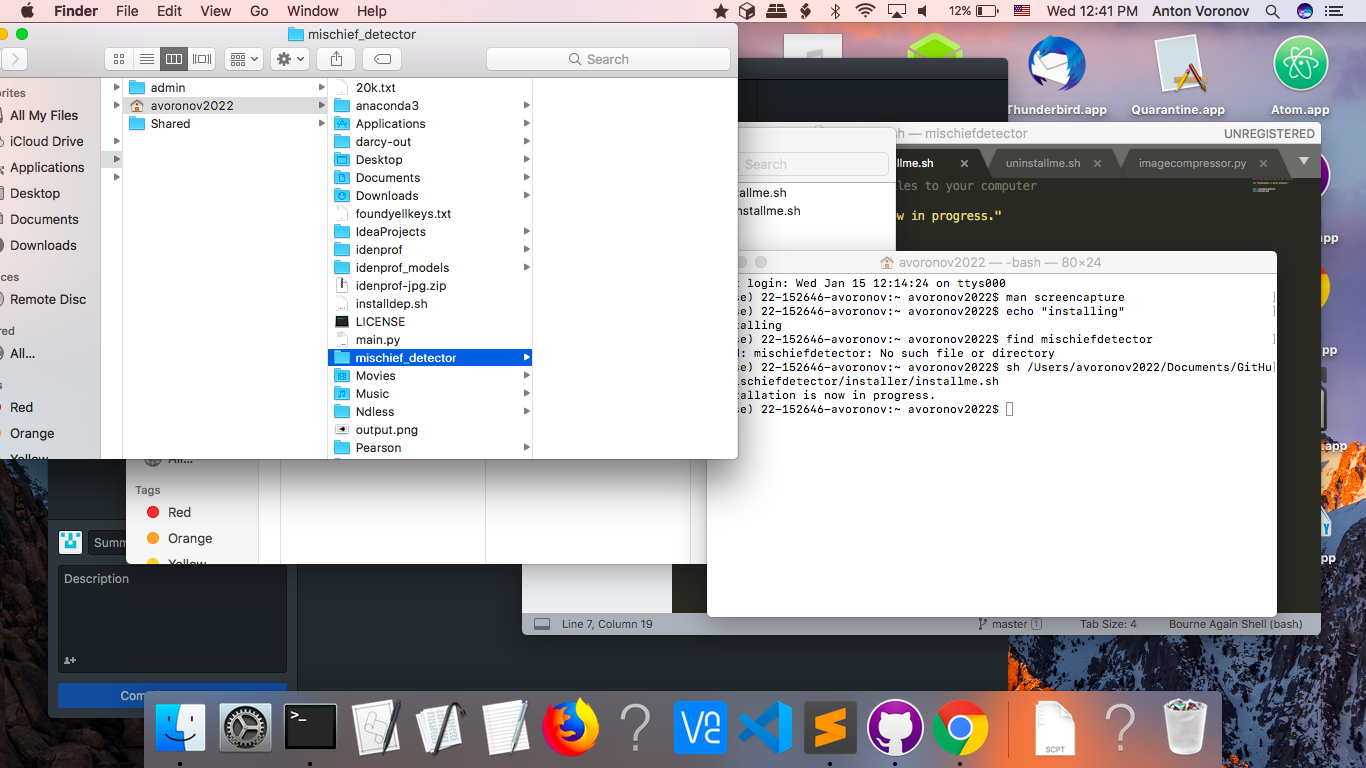 Finder File Edit View Go Window Help 12% Wed 12:41 PM Anton Voronov
mischief_detector
Search
orites
All My Files
iCloud Drive
Applications
Desktop
Documents
Downloads
ces
Remote Disc
red
All...
s
Red
Orange
Yellow
admin
avoronov2022
Shared
20k.txt
anaconda3
Applications
darcy-out
Desktop
Documents
Downloads
foundyellkeys.txt
IdeaProjects
idenprof
idenprof_models
idenprof-jpg.zip
installdep.sh
LICENSE
main.py
mischief_detector
Movies
Music
Ndless
output.png
Pearson
All...
Tags
Red
Orange
Yellow
Search
tallme.sh
nstallme.sh
Thunderbird.app
Quarantine.app
Atom.app
sh — mischiefdetector
UNREGISTERED
llme.sh
uninstallme.sh
imagecompressor.py
les to your computer
w in progress."
pp
pp
.app
pp
avoronov2022 — -bash — 80×24
t login: Wed Jan 15 12:14:24 on ttys000
se) 22-152646-avoronov:~ avoronov2022$ man screencapture
se) 22-152646-avoronov:~ avoronov2022$ echo "installing"
talling
se) 22-152646-avoronov:~ avoronov2022$ find mischiefdetector
d: mischiefdetector: No such file or directory
se) 22-152646-avoronov:~ avoronov2022$ sh /Users/avoronov2022/Documents/GitHu
ischiefdetector/installer/installme.sh
tallation is now in progress.
se) 22-152646-avoronov:~ avoronov2022$
Summ
Description
Com
Line 7, Column 19
master 1
Tab Size: 4
Bourne Again Shell (bash)
SCPT